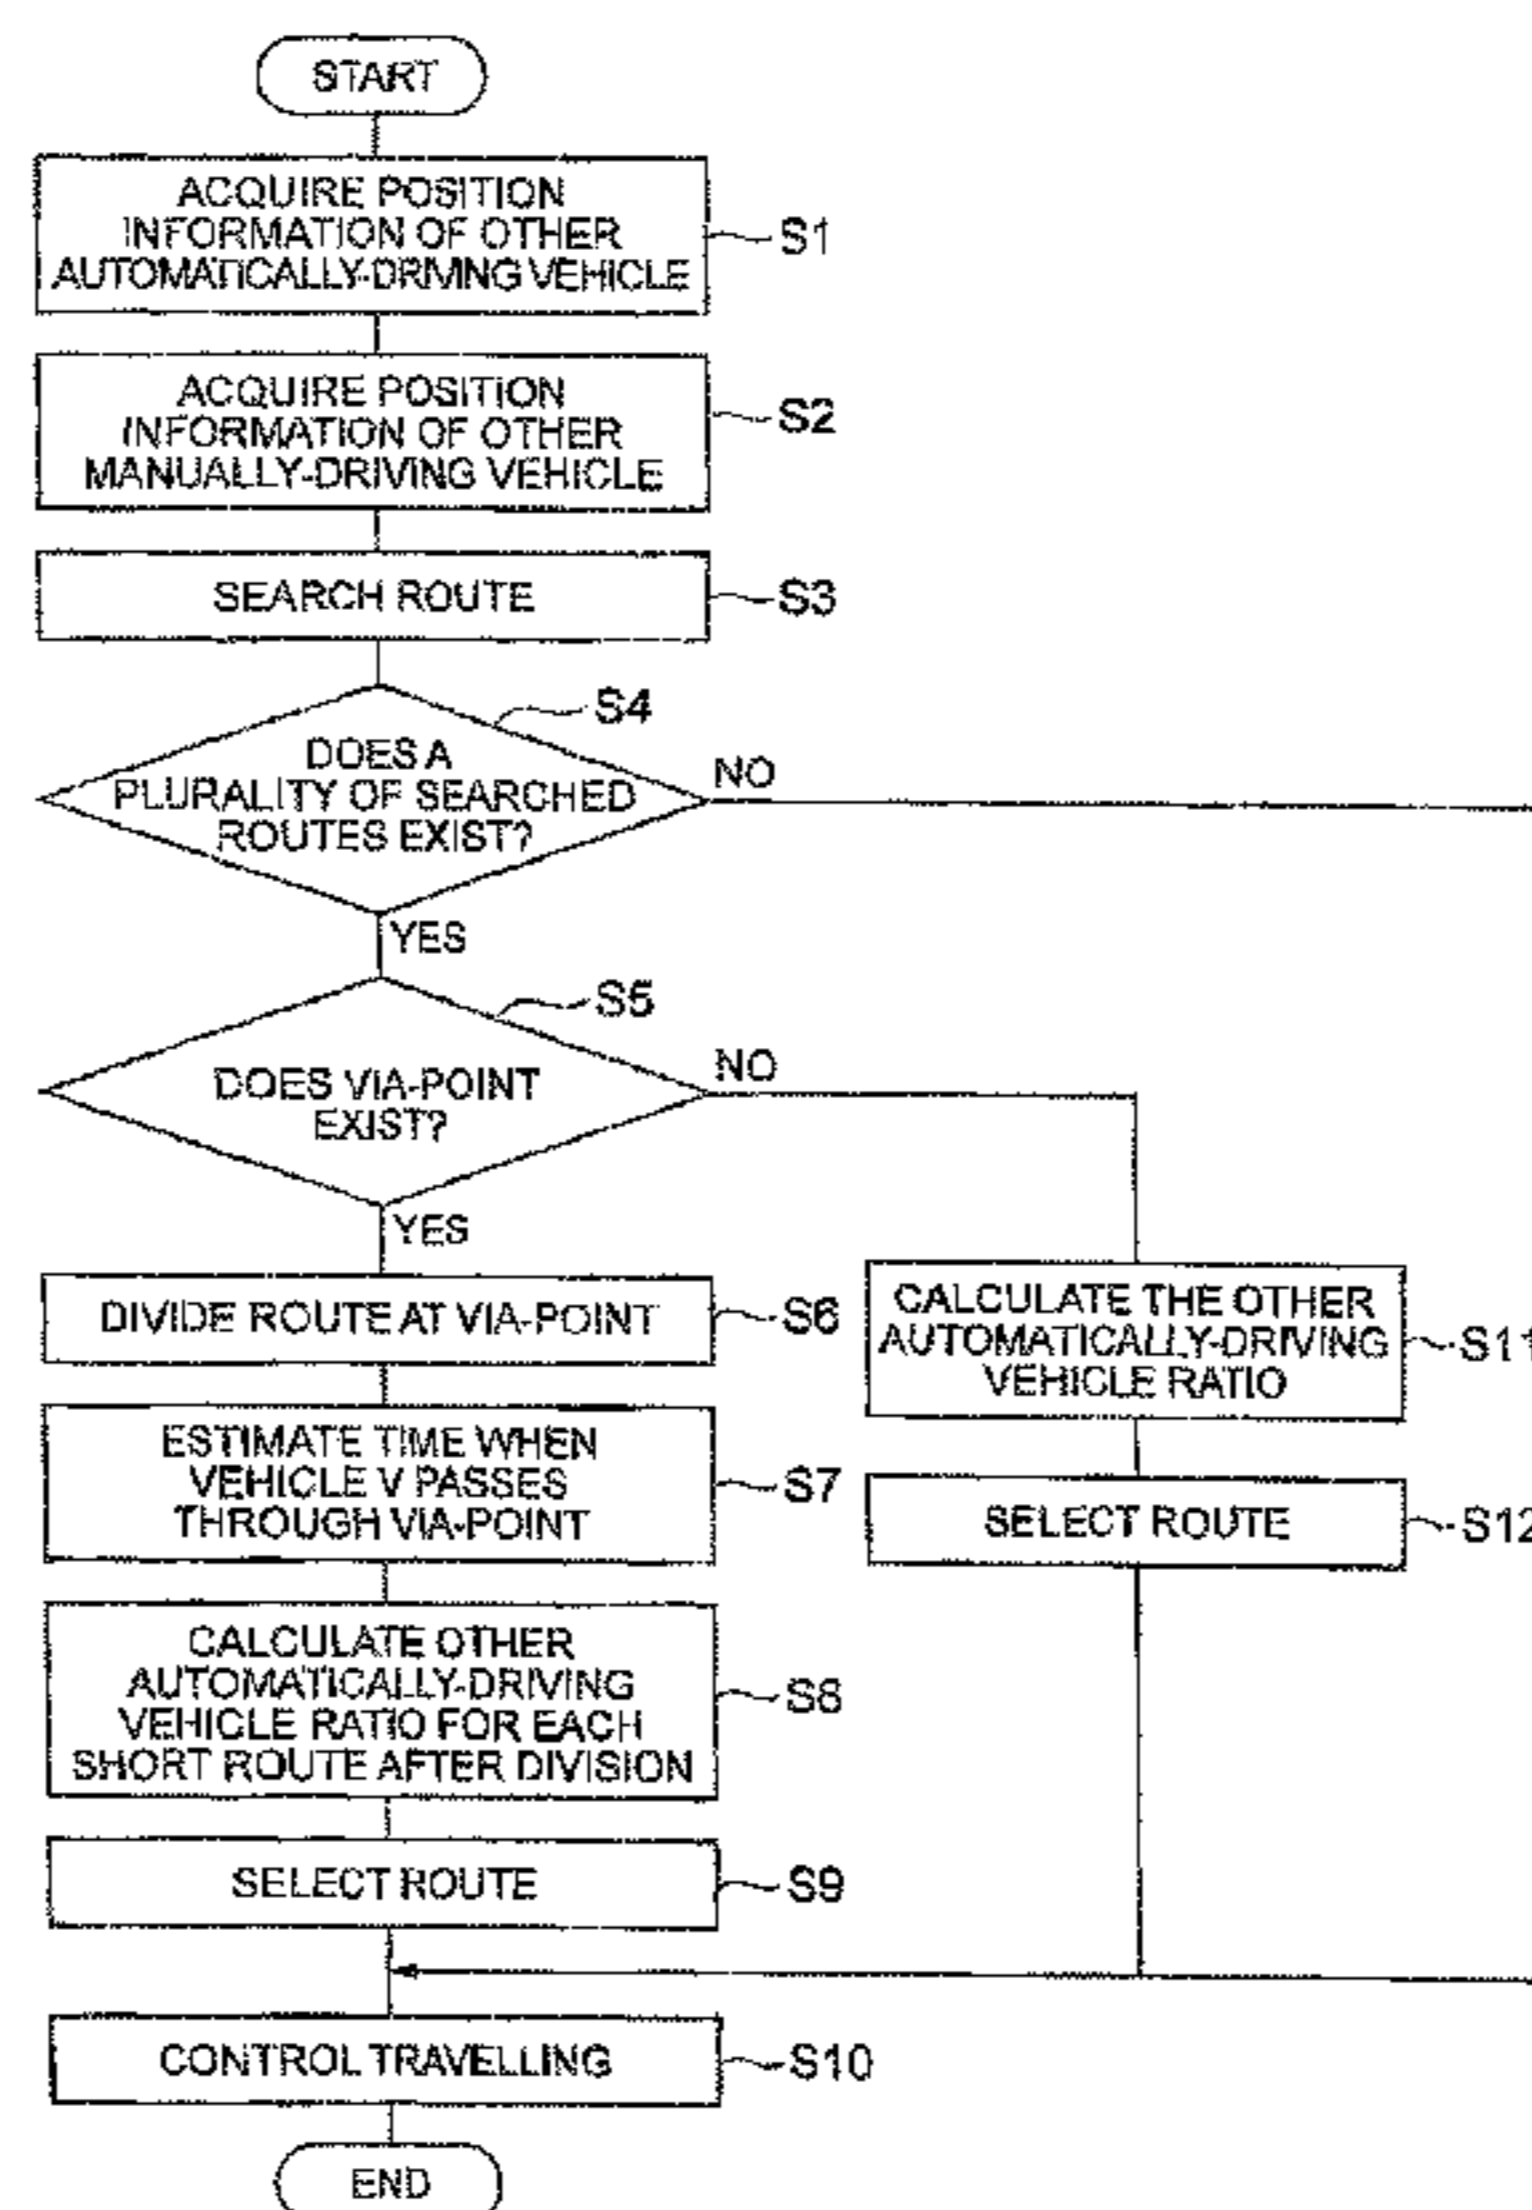 START
ACQUIRE POSITION
INFORMATION OF OTHER
AUTOMATICALLY-DRIVING VEHICLE
S1
ACQUIRE POSITION
INFORMATION OF OTHER
MANUALLY-DRIVING VEHICLE
S2
SEARCH ROUTE
S3
S4
DOES A
PLURALITY OF SEARCHED
ROUTES EXIST?
NO
YES
S5
DOES VIA-POINT
EXIST?
NO
YES
DIVIDE ROUTE AT VIA-POINT
S6
ESTIMATE TIME WHEN
VEHICLE V PASSES
THROUGH VIA-POINT
S7
CALCULATE OTHER
AUTOMATICALLY-DRIVING
VEHICLE RATIO FOR EACH
SHORT ROUTE AFTER DIVISION
S8
SELECT ROUTE
S9
CALCULATE THE OTHER
AUTOMATICALLY-DRIVING
VEHICLE RATIO
S11
SELECT ROUTE
S12
CONTROL TRAVELLING
S10
END